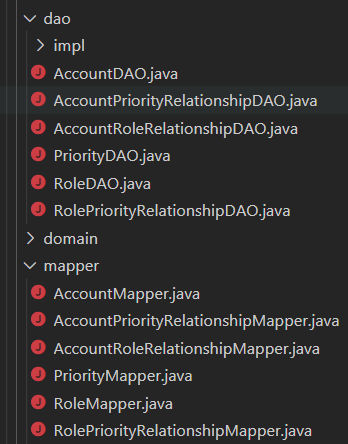 dao
impl
AccountDAO.java
AccountPriorityRelationshipDAO.java
AccountRoleRelationshipDAO.java
PriorityDAO.java
RoleDAO.java
RolePriorityRelationshipDAO.java
domain
mapper
AccountMapper.java
AccountPriorityRelationshipMapper.java
AccountRoleRelationshipMapper.java
PriorityMapper.java
RoleMapper.java
RolePriorityRelationshipMapper.java